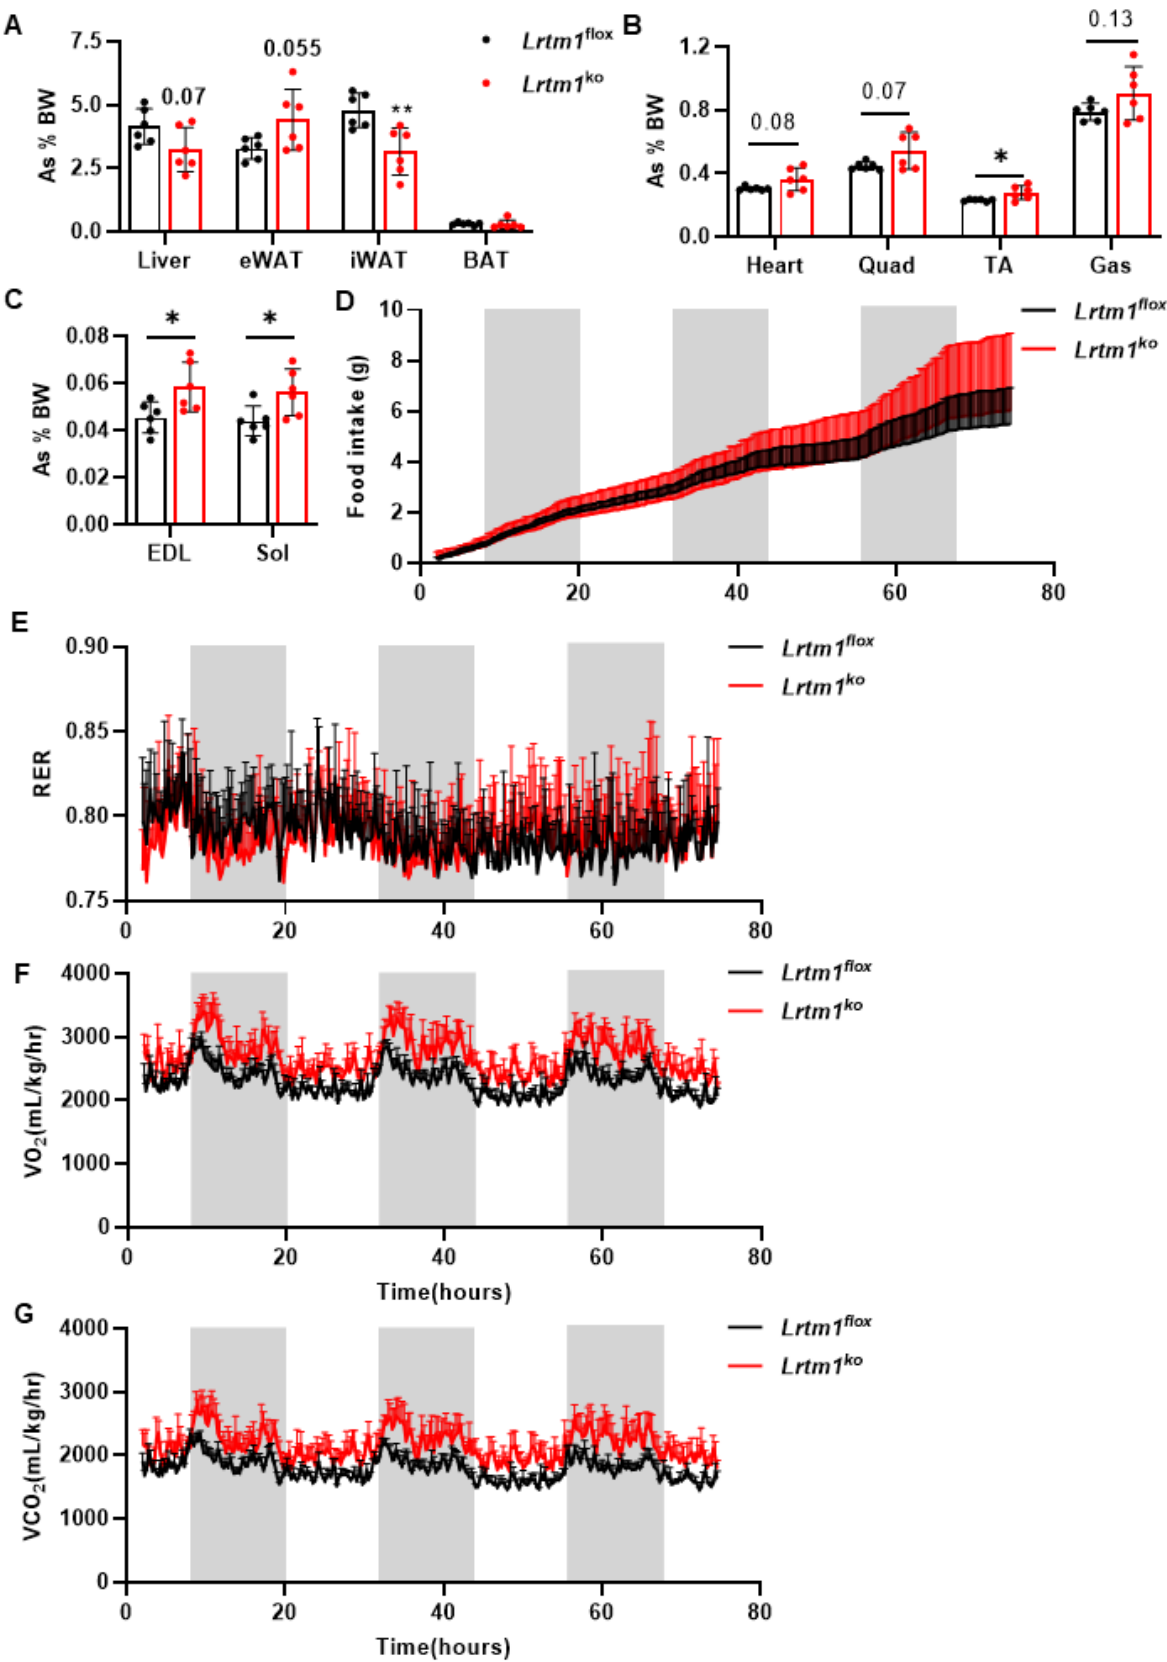 A
7.5
5.0
2.5
0.0
As % BW
0.07
0.055
**
Liver
eWAT
iWAT
BAT
Lrtm1flox
Lrtm1ko
B
1.2
0.8
0.4
0.0
As % BW
0.08
0.07
*
0.13
Heart
Quad
TA
Gas
C
0.08
0.06
0.04
0.02
0.00
As % BW
*
*
EDL
Sol
D
10
8
6
4
2
0
Food intake (g)
0
20
40
60
80
Lrtm1flox
Lrtm1ko
E
0.90
0.85
0.80
0.75
RER
0
20
40
60
80
Lrtm1flox
Lrtm1ko
F
4000
3000
2000
1000
0
VO2(mL/kg/hr)
0
20
40
60
80
Time(hours)
Lrtm1flox
Lrtm1ko
G
4000
3000
2000
1000
0
VCO2(mL/kg/hr)
0
20
40
60
80
Time(hours)
Lrtm1flox
Lrtm1ko